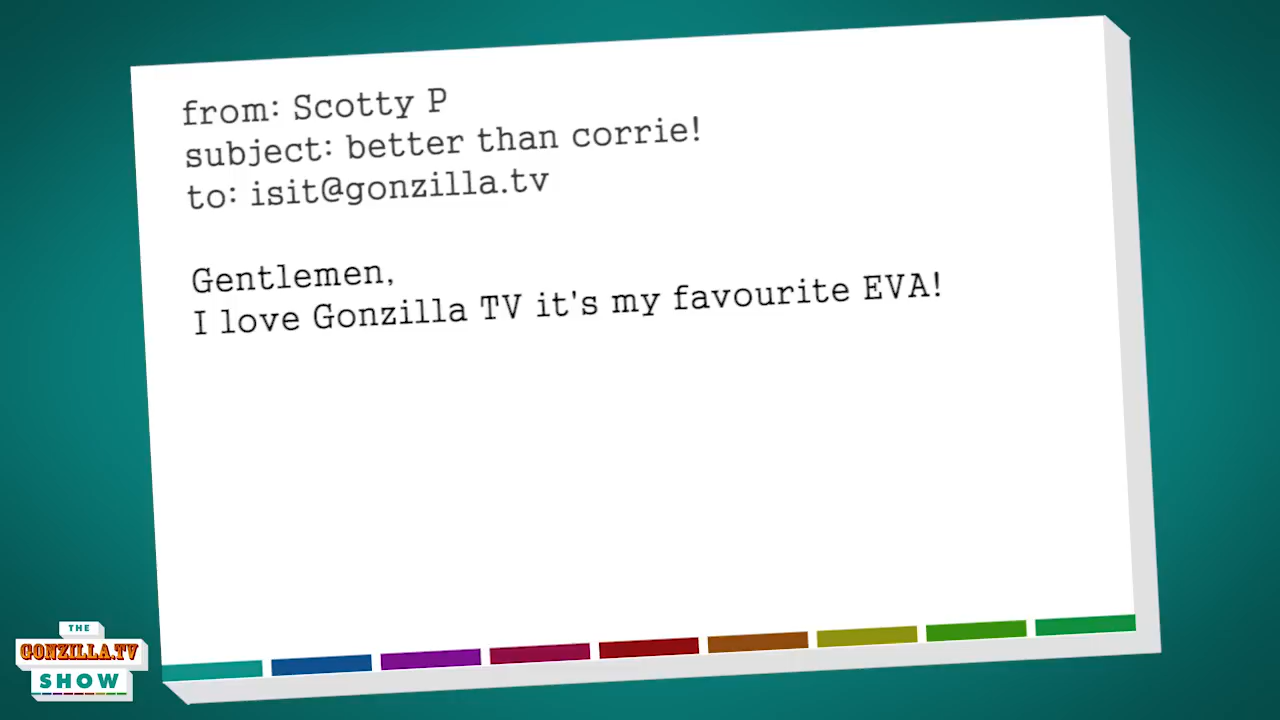 from: Scotty P
subject: better than corrie!
to: isit@gonzilla.tv
Gentlemen,
I love Gonzilla TV it's my favourite EVA!
THE
GONZILLA.TV
SHOW